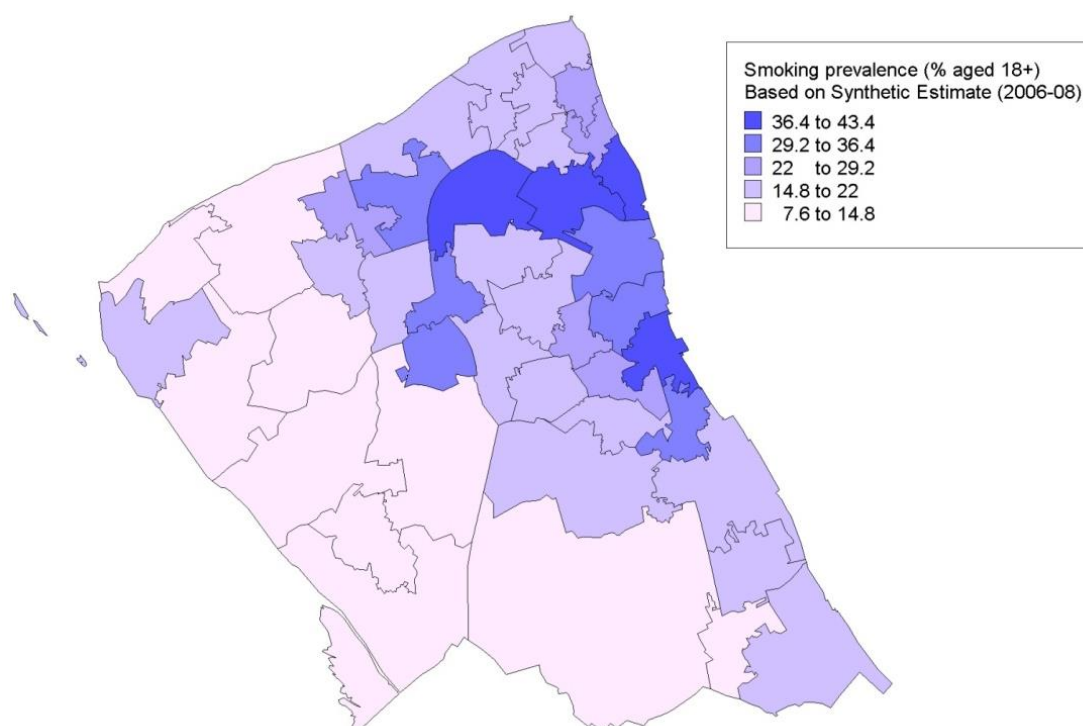 Smoking prevalence (% aged 18+)
Based on Synthetic Estimate (2006-08)
36.4 to 43.4
29.2 to 36.4
22 to 29.2
14.8 to 22
7.6 to 14.8